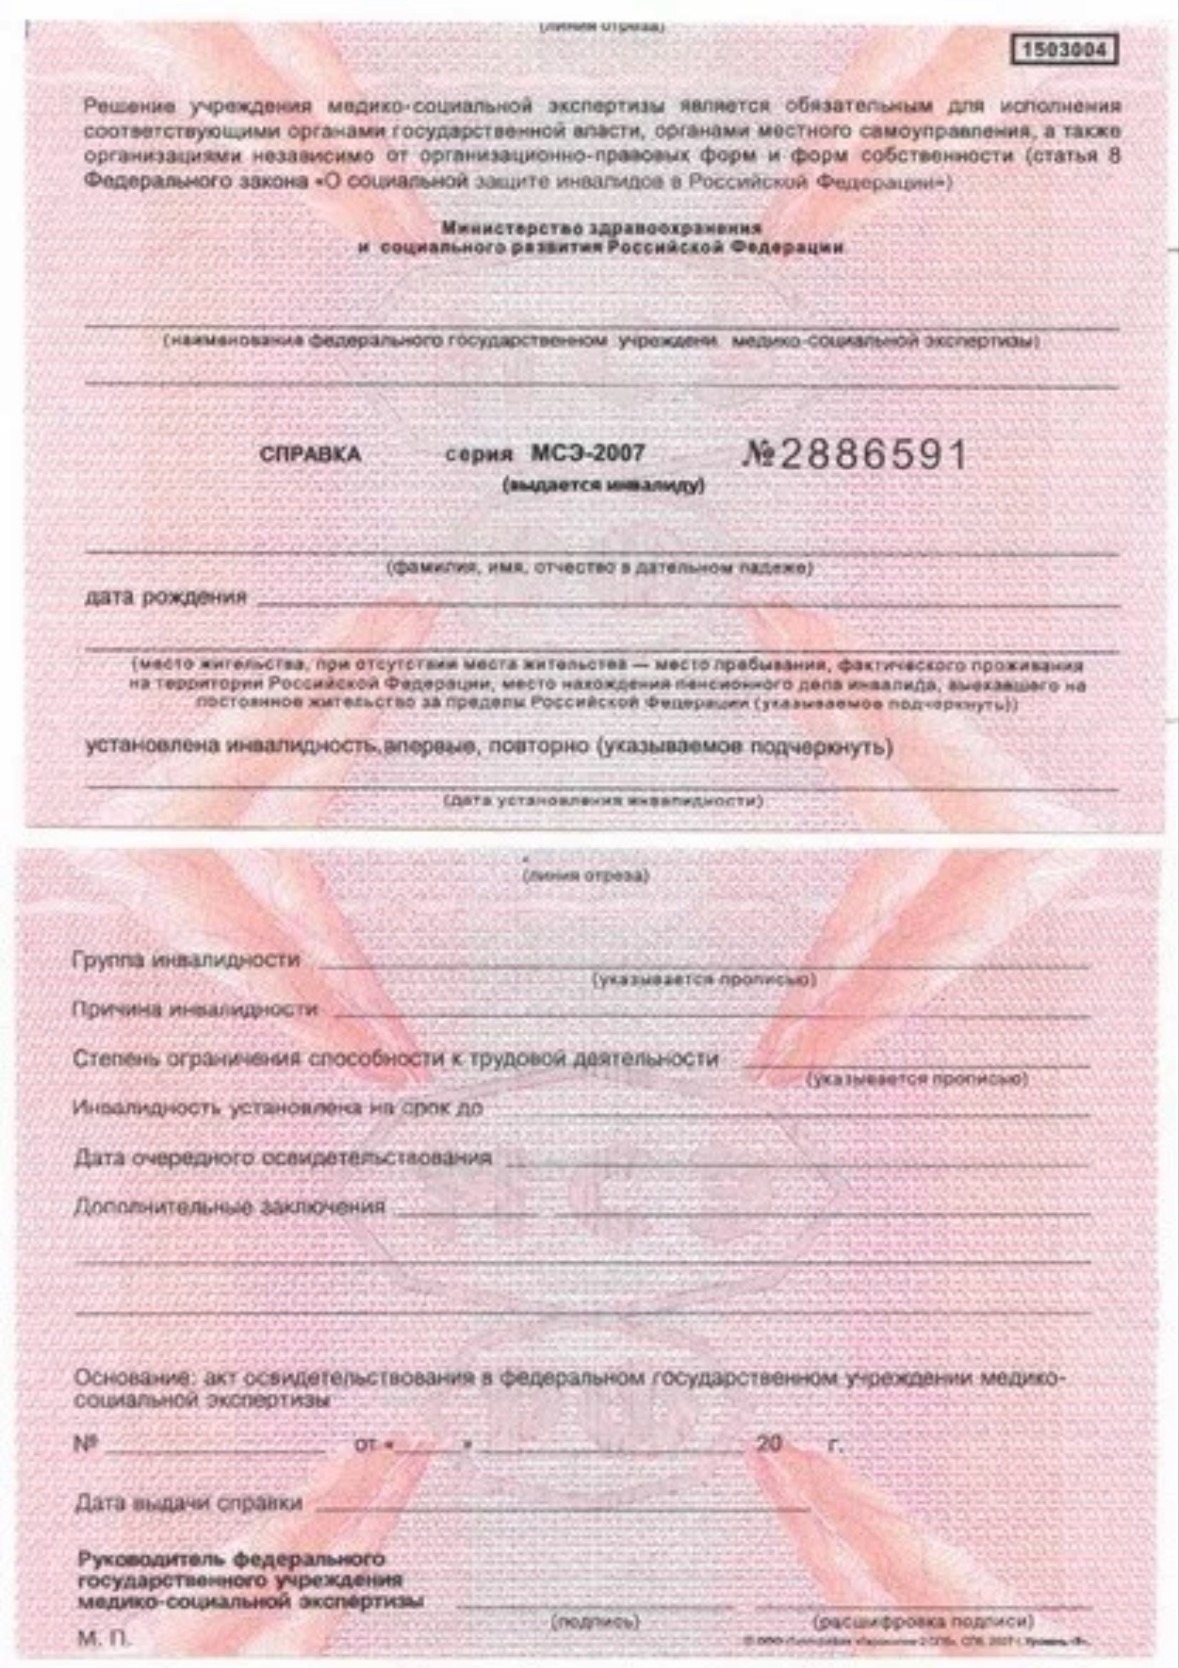 (линия отреза)
1503004
Решение учреждения медико-социальной экспертизы является обязательным для исполнения
соответствующими органами государственной власти, органами местного самоуправления, а также
организациями независимо от организационно-правовых форм и форм собственности (статья 8
Федерального закона «О социальной защите инвалидов в Российской Федерации»)
Министерство здравоохранения
и социального развития Российской Федерации
(наименование федерального государственном учреждени медико-социальной экспертизы)
СПРАВКА серия МСЭ-2007 №2886591
(выдается инвалиду)
(фамилия, имя, отчество в дательном падеже)
дата рождения
(место жительства, при отсутствии места жительства — место пребывания, фактического проживания
на территории Российской Федерации, место нахождения пенсионного дела инвалида, выехавшего на
постоянное жительство за пределы Российской Федерации (указываемое подчеркнуть))
установлена инвалидность впервые, повторно (указываемое подчеркнуть)
(дата установления инвалидности)
(линия отреза)
Группа инвалидности
(указывается прописью)
Причина инвалидности
Степень ограничения способности к трудовой деятельности
(указывается прописью)
Инвалидность установлена на срок до
Дата очередного освидетельствования
Дополнительные заключения
Основание: акт освидетельствования в федеральном государственном учреждении медико-
социальной экспертизы
№ от « » 20 г.
Дата выдачи справки
Руководитель федерального
государственного учреждения
медико-социальной экспертизы
(подпись) (расшифровка подписи)
М. П.